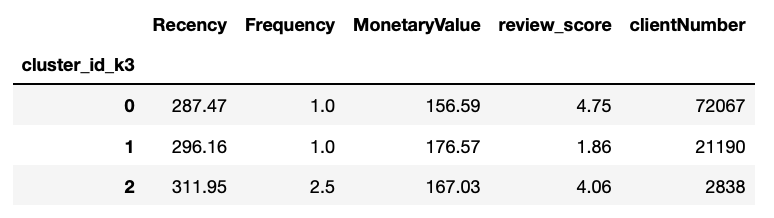 Recency Frequency MonetaryValue review_score clientNumber
cluster_id_k3
0 287.47 1.0 156.59 4.75 72067
1 296.16 1.0 176.57 1.86 21190
2 311.95 2.5 167.03 4.06 2838